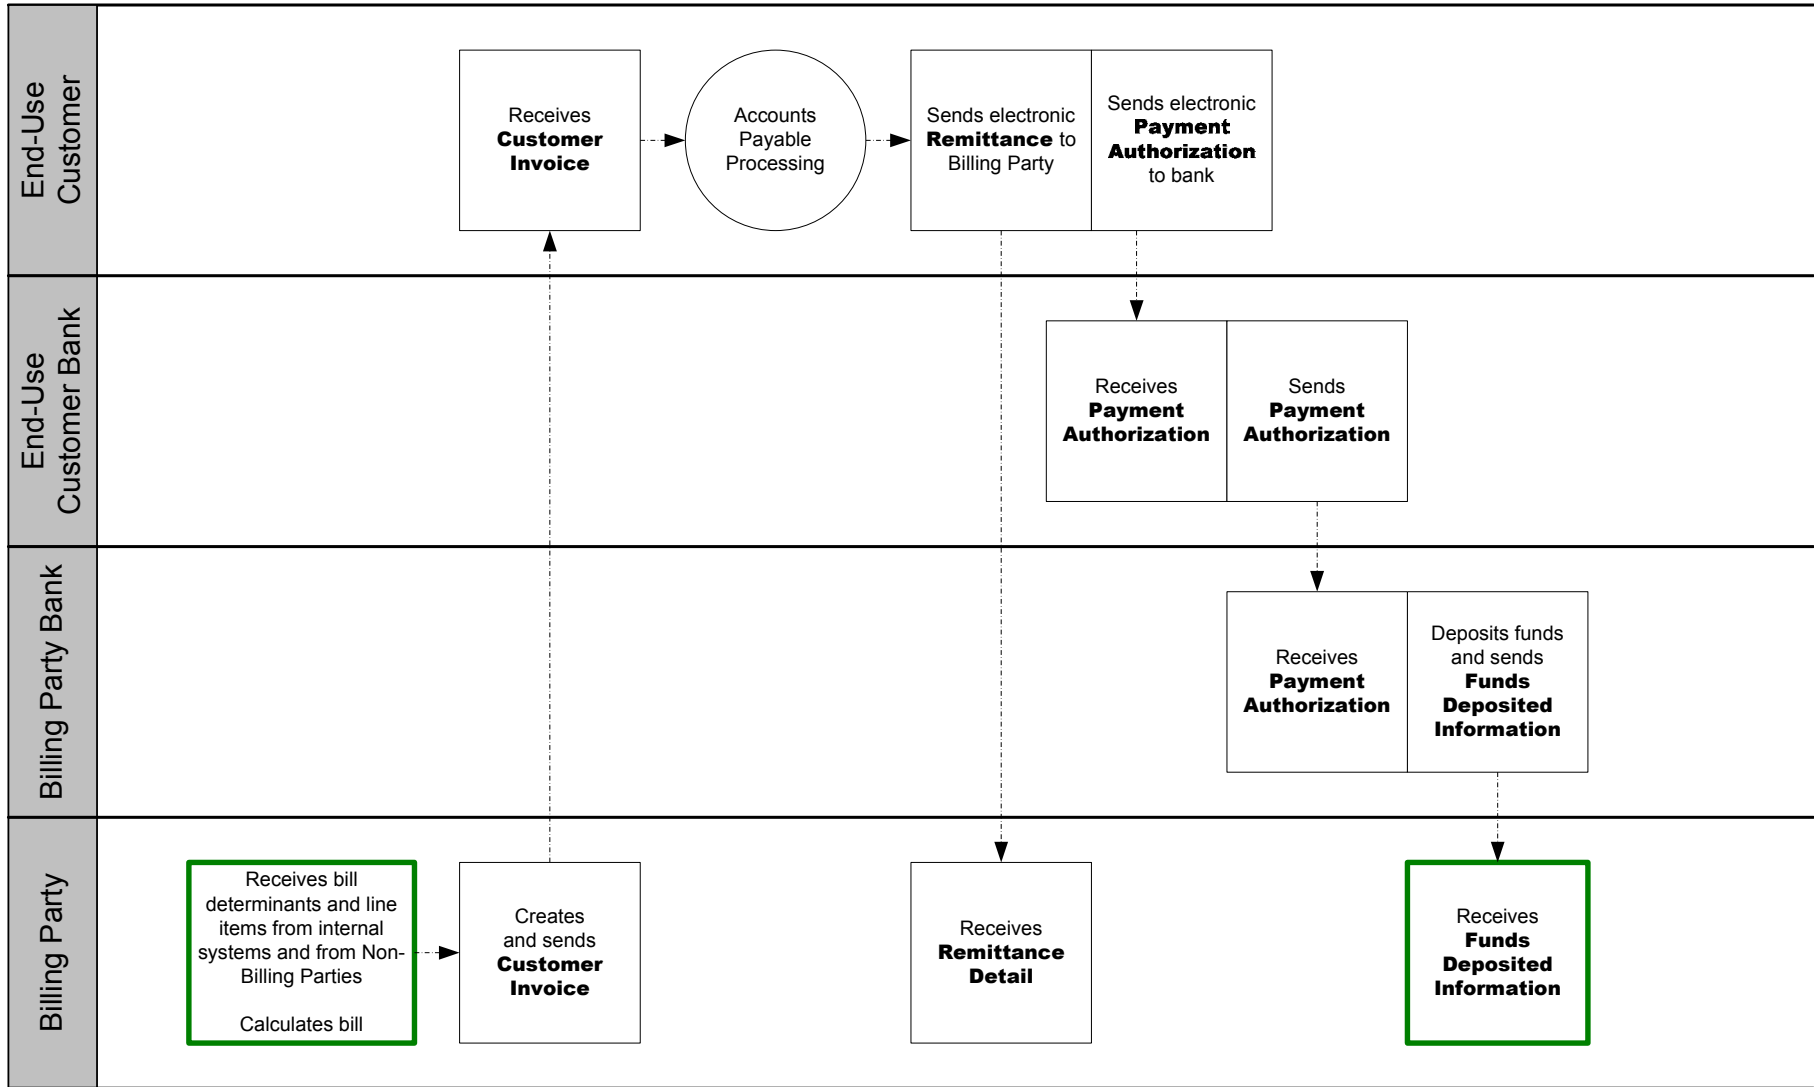 End-Use
Customer
Receives
Customer
Invoice
Accounts
Payable
Processing
Sends electronic
Remittance to
Billing Party
Sends electronic
Payment
Authorization
to bank
End-Use
Customer Bank
Receives
Payment
Authorization
Sends
Payment
Authorization
Billing Party Bank
Receives
Payment
Authorization
Deposits funds
and sends
Funds
Deposited
Information
Billing Party
Receives bill
determinants and line
items from internal
systems and from Non-
Billing Parties
Calculates bill
Creates
and sends
Customer
Invoice
Receives
Remittance
Detail
Receives
Funds
Deposited
Information